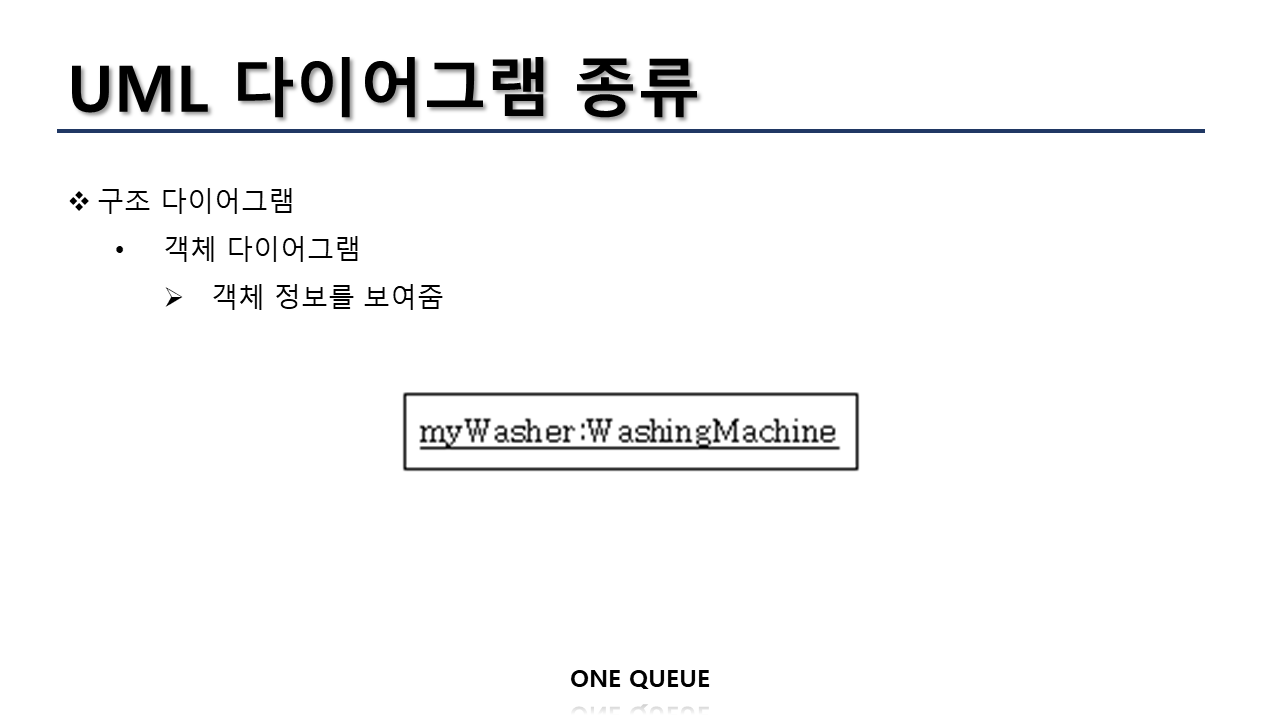 UML 다이어그램 종류
구조 다이어그램
객체 다이어그램
객체 정보를 보여줌
myWasher:WashingMachine
ONE QUEUE